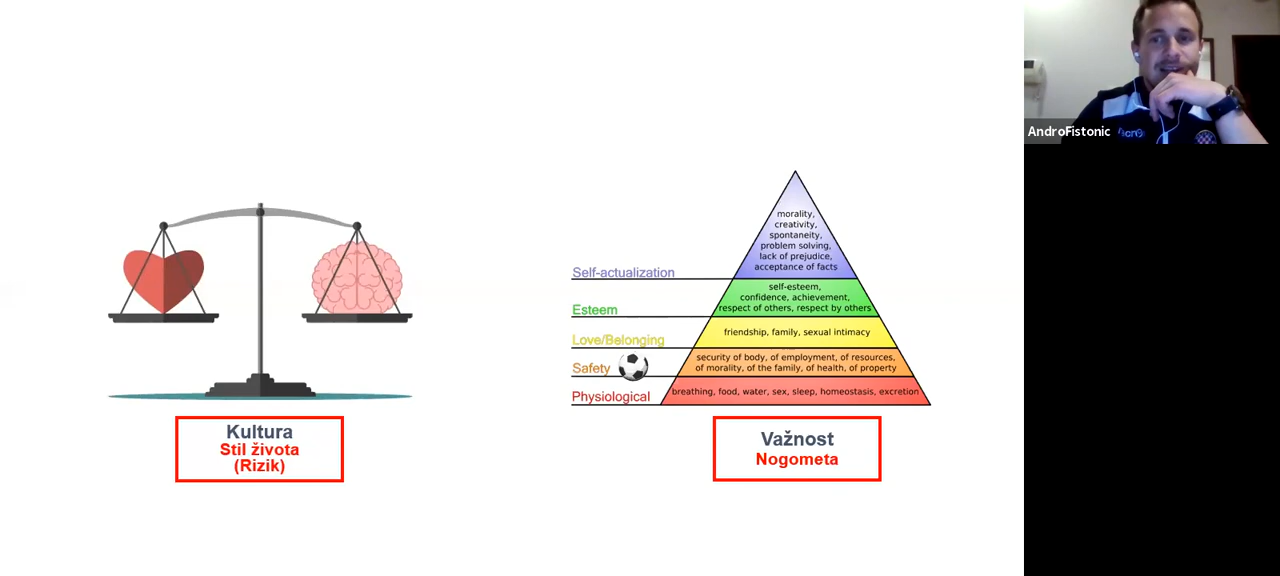 AndroFistonic
morality,
creativity,
spontaneity,
problem solving,
lack of prejudice,
acceptance of facts
Self-actualization
self-esteem,
confidence, achievement,
respect of others, respect by others
Esteem
friendship, family, sexual intimacy
Love/Belonging
security of body, of employment, of resources,
of morality, of the family, of health, of property
Safety
breathing, food, water, sex, sleep, homeostasis, excretion
Physiological
Kultura
Stil života
(Rizik)
Važnost
Nogometa